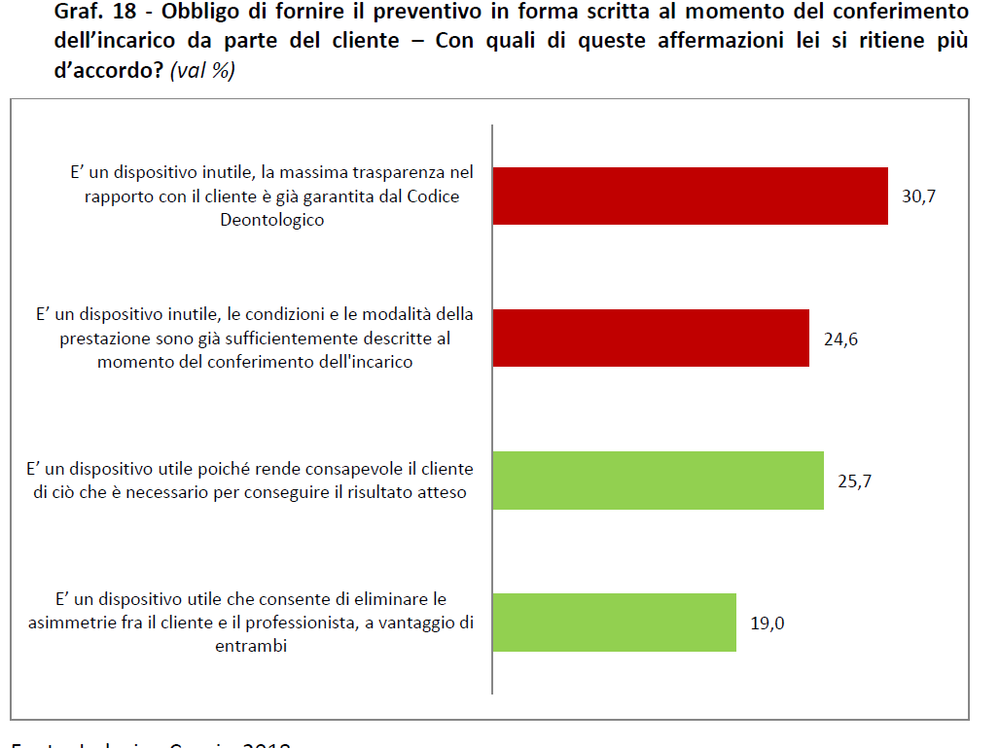 Graf. 18 - Obbligo di fornire il preventivo in forma scritta al momento del conferimento
dell’incarico da parte del cliente – Con quali di queste affermazioni lei si ritiene più
d’accordo? (val %)
E’ un dispositivo inutile, la massima trasparenza nel
rapporto con il cliente è già garantita dal Codice
Deontologico
30,7
E’ un dispositivo inutile, le condizioni e le modalità della
prestazione sono già sufficientemente descritte al
momento del conferimento dell'incarico
24,6
E’ un dispositivo utile poiché rende consapevole il cliente
di ciò che è necessario per conseguire il risultato atteso
25,7
E’ un dispositivo utile che consente di eliminare le
asimmetrie fra il cliente e il professionista, a vantaggio di
entrambi
19,0